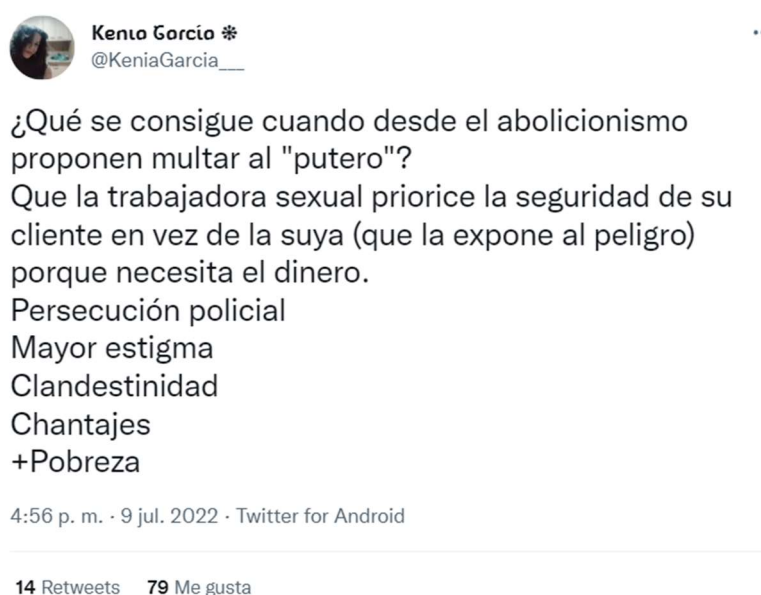 Kenia García ❋
@KeniaGarcia___
¿Qué se consigue cuando desde el abolicionismo
proponen multar al "putero"?
Que la trabajadora sexual priorice la seguridad de su
cliente en vez de la suya (que la expone al peligro)
porque necesita el dinero.
Persecución policial
Mayor estigma
Clandestinidad
Chantajes
+Pobreza
4:56 p. m. · 9 jul. 2022 · Twitter for Android
14 Retweets 79 Me gusta